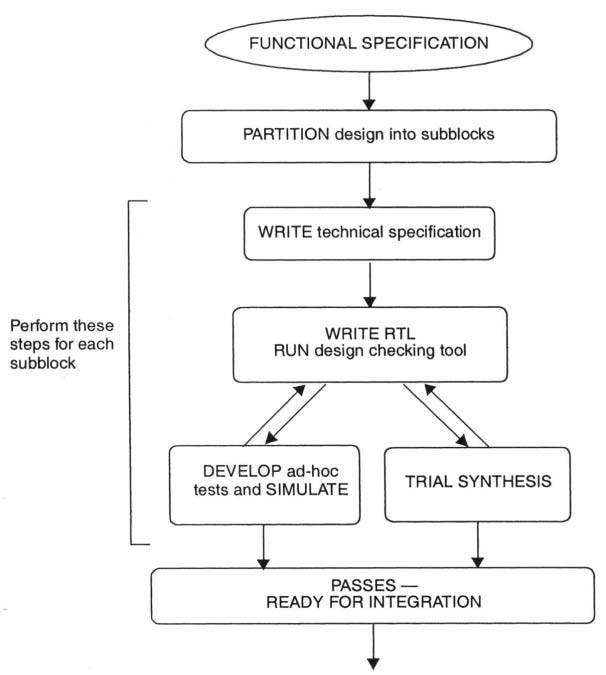 FUNCTIONAL SPECIFICATION
PARTITION design into subblocks
WRITE technical specification
Perform these
steps for each
subblock
WRITE RTL
RUN design checking tool
DEVELOP ad-hoc
tests and SIMULATE
TRIAL SYNTHESIS
PASSES —
READY FOR INTEGRATION